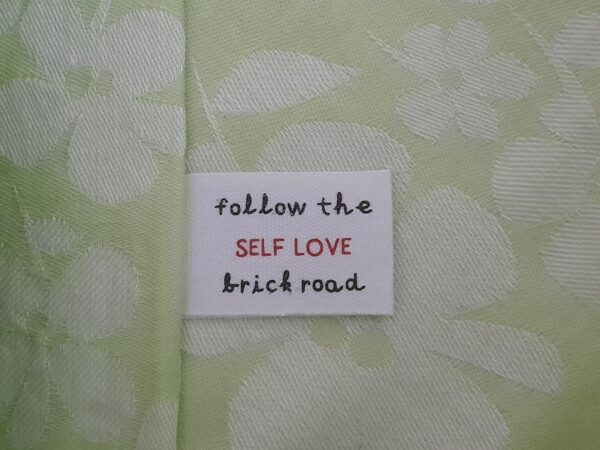 follow the
SELF LOVE
brick road